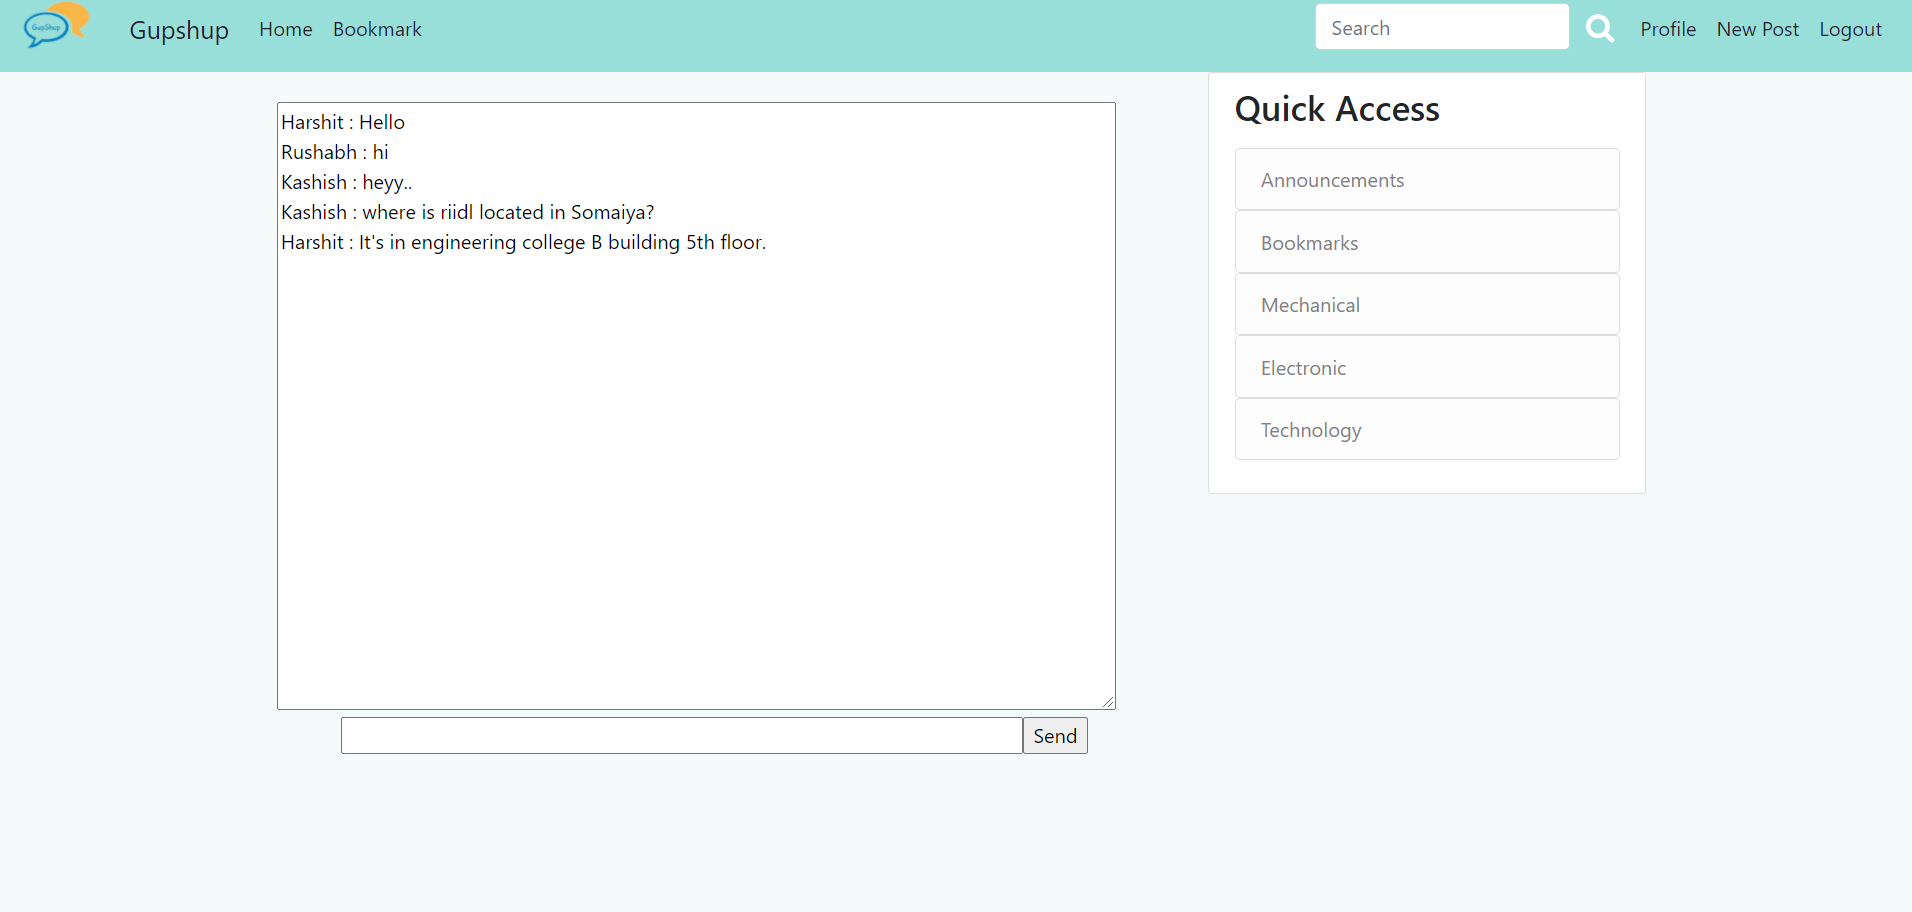 GupShup
Gupshup
Home
Bookmark
Search
Profile
New Post
Logout
Harshit : Hello
Rushabh : hi
Kashish : heyy..
Kashish : where is riidl located in Somaiya?
Harshit : It's in engineering college B building 5th floor.
Send
Quick Access
Announcements
Bookmarks
Mechanical
Electronic
Technology